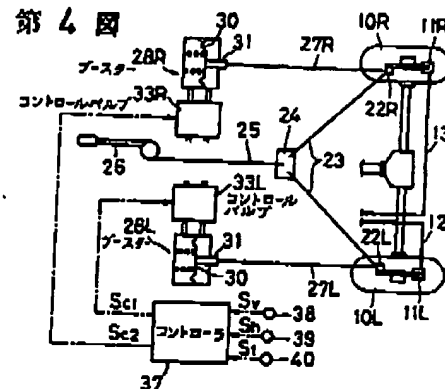 第4図
30
31
27R
10R
11R
28R
ブースター
33R
コントロールバルブ
22R
24
25
23
26
13
33L
コントロール
バルブ
28L
ブースター
31
30
27L
12
22L
10L
11L
Sc1
Sc2
コントローラ
Sv
38
Sh
39
St
40
37